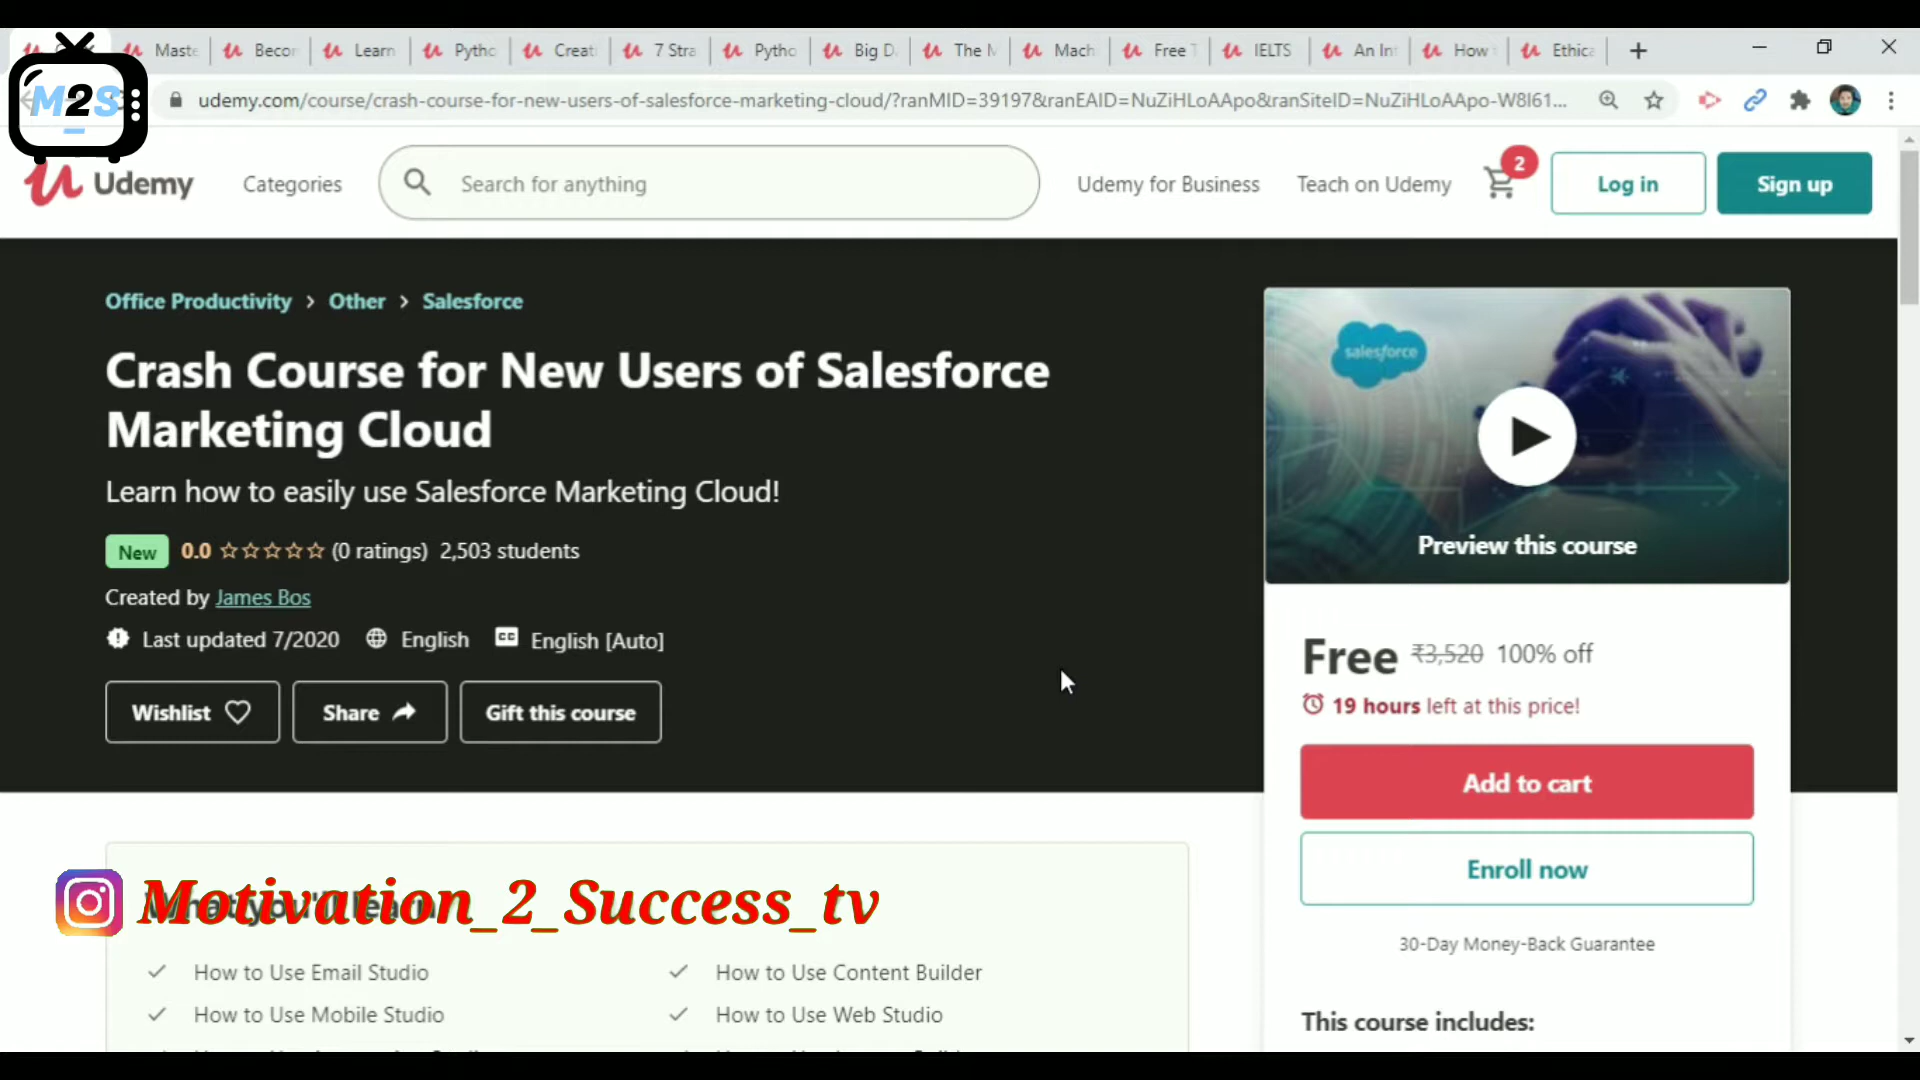 Maste
Becor
Learn
Pytho
Creat
7 Stra
Pytho
Big D
The M
Mach
Free T
IELTS
An In
How
Ethica
M2S
udemy.com/course/crash-course-for-new-users-of-salesforce-marketing-cloud/?ranMID=39197&ranEAID=NuZiHLoAApo&ranSiteID=NuZiHLoAApo-W8I61...
Udemy
Categories
Search for anything
Udemy for Business
Teach on Udemy
2
Log in
Sign up
Office Productivity > Other > Salesforce
Crash Course for New Users of Salesforce
Marketing Cloud
Learn how to easily use Salesforce Marketing Cloud!
New 0.0 (0 ratings) 2,503 students
Created by James Bos
Last updated 7/2020 English CC English [Auto]
Wishlist
Share
Gift this course
salesforce
Preview this course
Free ₹3,520 100% off
19 hours left at this price!
Add to cart
Enroll now
30-Day Money-Back Guarantee
This course includes:
What you'll learn
Motivation_2_Success_tv
How to Use Email Studio
How to Use Content Builder
How to Use Mobile Studio
How to Use Web Studio